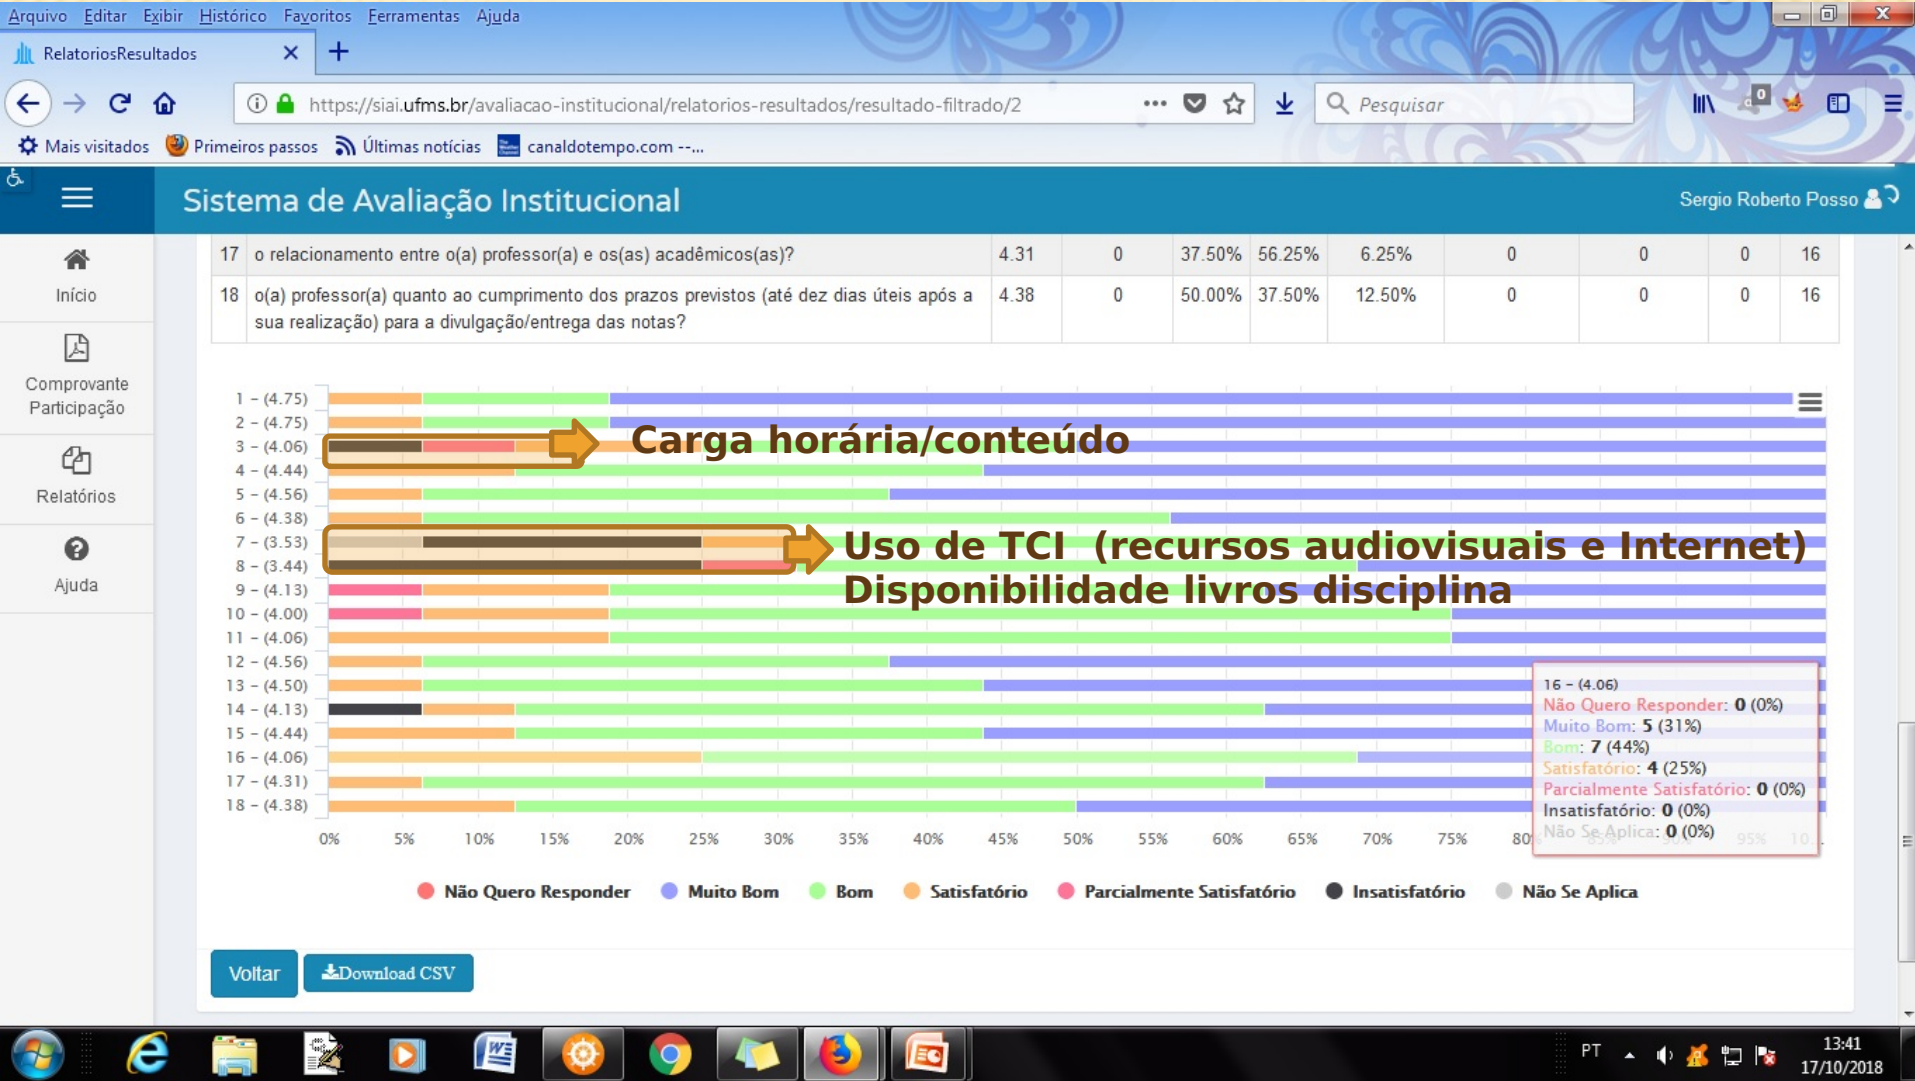 Arquivo Editar Exibir Histórico Favoritos Ferramentas Ajuda
RelatoriosResultados
https://siai.ufms.br/avaliacao-institucional/relatorios-resultados/resultado-filtrado/2
Pesquisar
0
Mais visitados Primeiros passos Últimas notícias canaldotempo.com --...
Sistema de Avaliação Institucional
Sergio Roberto Posso
Início
Comprovante
Participação
Relatórios
Ajuda
17 o relacionamento entre o(a) professor(a) e os(as) acadêmicos(as)? 4.31 0 37.50% 56.25% 6.25% 0 0 0 16
18 o(a) professor(a) quanto ao cumprimento dos prazos previstos (até dez dias úteis após a 4.38 0 50.00% 37.50% 12.50% 0 0 0 16
sua realização) para a divulgação/entrega das notas?
1 - (4.75)
2 - (4.75)
3 - (4.06)
Carga horária/conteúdo
4 - (4.44)
5 - (4.56)
6 - (4.38)
7 - (3.53)
Uso de TCI (recursos audiovisuais e Internet)
8 - (3.44)
Disponibilidade livros disciplina
9 - (4.13)
10 - (4.00)
11 - (4.06)
12 - (4.56)
13 - (4.50)
14 - (4.13)
15 - (4.44)
16 - (4.06)
17 - (4.31)
18 - (4.38)
16 - (4.06)
Não Quero Responder: 0 (0%)
Muito Bom: 5 (31%)
Bom: 7 (44%)
Satisfatório: 4 (25%)
Parcialmente Satisfatório: 0 (0%)
Insatisfatório: 0 (0%)
Não Se Aplica: 0 (0%)
0% 5% 10% 15% 20% 25% 30% 35% 40% 45% 50% 55% 60% 65% 70% 75% 80% 85% 90% 95% 10...
Não Quero Responder Muito Bom Bom Satisfatório Parcialmente Satisfatório Insatisfatório Não Se Aplica
Voltar Download CSV
PT
13:41
17/10/2018